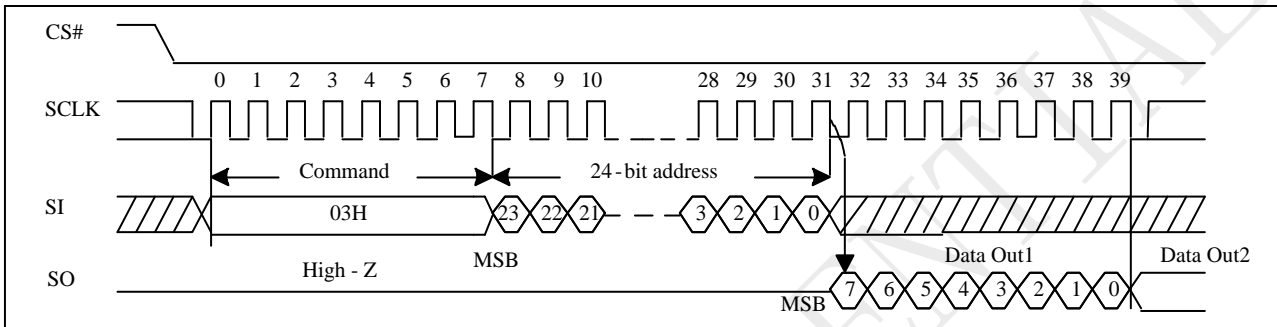 CS#
0 1 2 3 4 5 6 7 8 9 10 28 29 30 31 32 33 34 35 36 37 38 39
SCLK
Command 24-bit address
SI 03H 23 22 21 3 2 1 0
MSB Data Out1 Data Out2
High - Z
SO 7 6 5 4 3 2 1 0
MSB